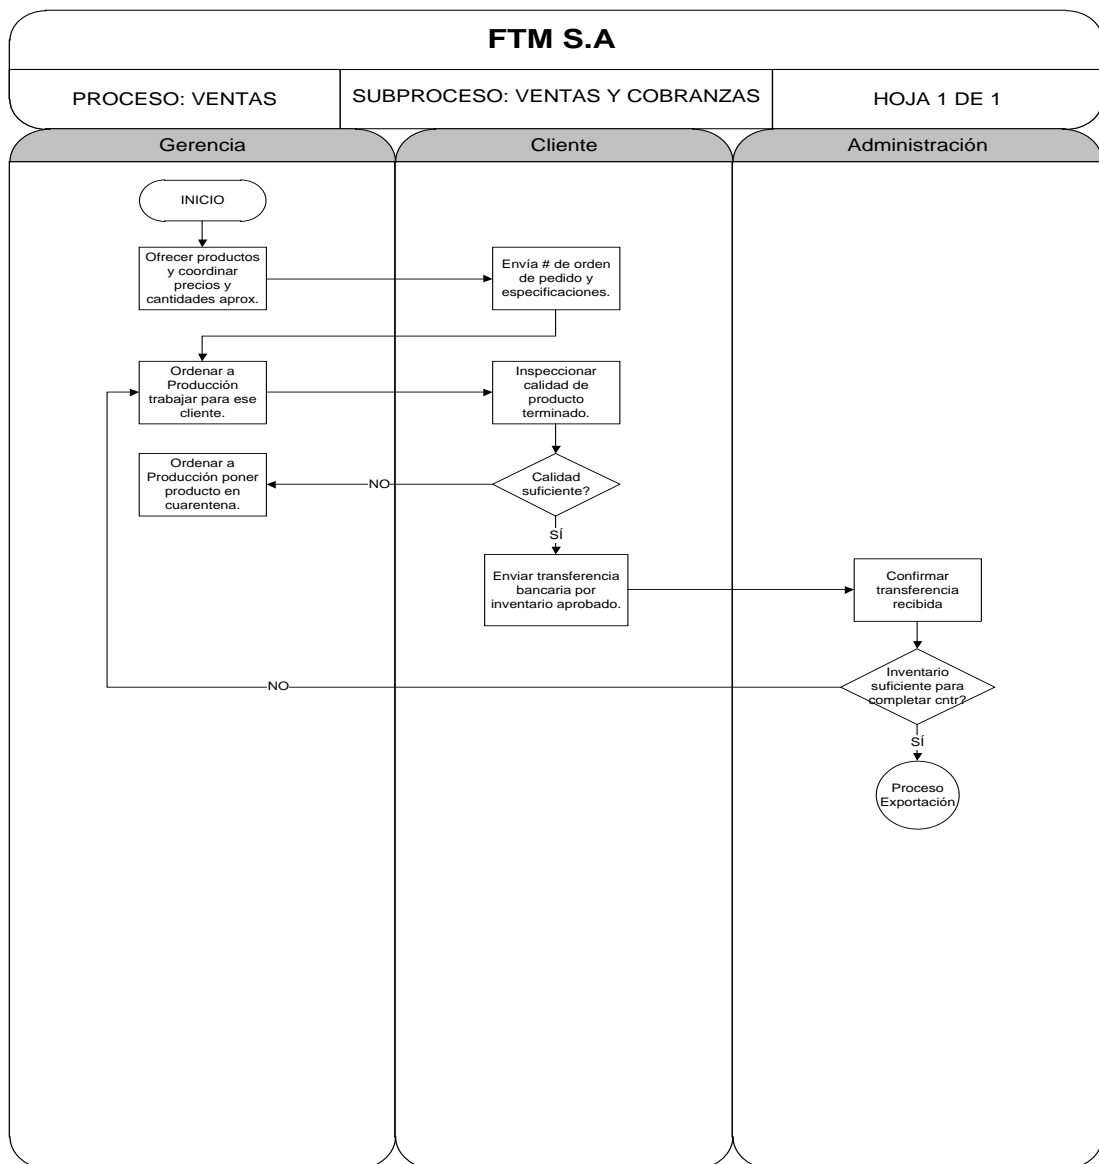 FTM S.A
PROCESO: VENTAS
SUBPROCESO: VENTAS Y COBRANZAS
HOJA 1 DE 1
Gerencia
Cliente
Administración
INICIO
Ofrecer productos
y coordinar
precios y
cantidades aprox.
Envía # de orden
de pedido y
especificaciones.
Ordenar a
Producción
trabajar para ese
cliente.
Inspeccionar
calidad de
producto
terminado.
Ordenar a
Producción poner
producto en
cuarentena.
NO
Calidad
suficiente?
SÍ
Enviar transferencia
bancaria por
inventario aprobado.
Confirmar
transferencia
recibida
NO
Inventario
suficiente para
completar cntr?
SÍ
Proceso
Exportación